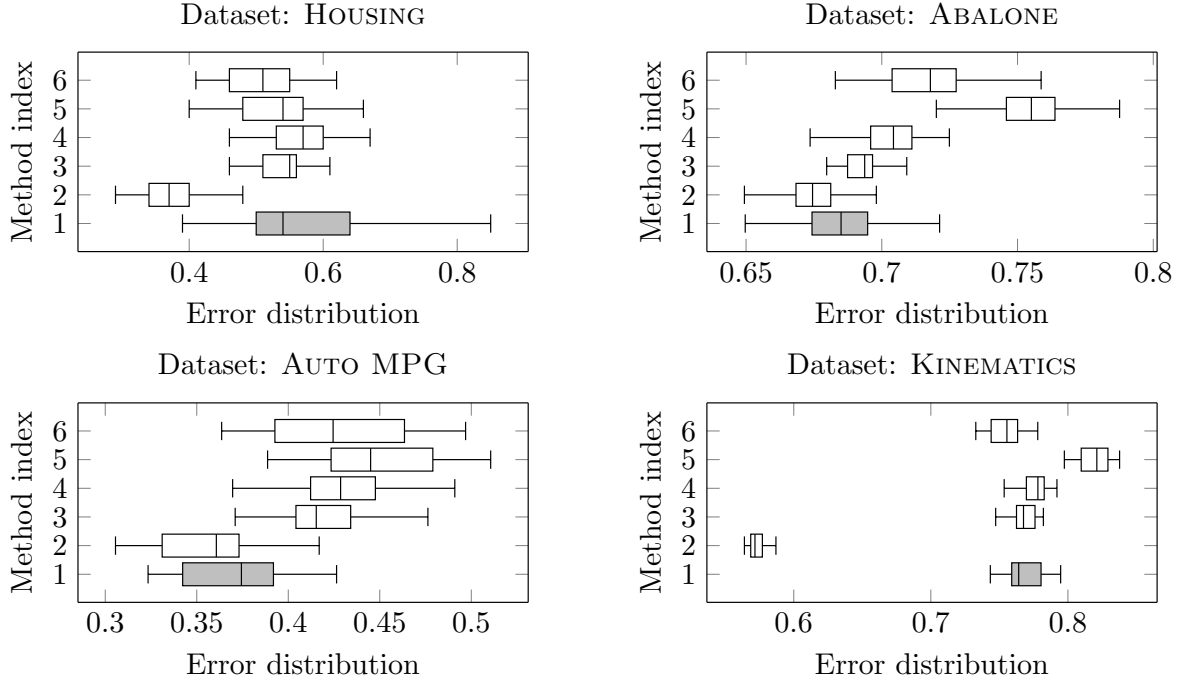 Dataset: HOUSING
Method index
6
5
4
3
2
1
0.4 0.6 0.8
Error distribution
Dataset: ABALONE
Method index
6
5
4
3
2
1
0.65 0.7 0.75 0.8
Error distribution
Dataset: AUTO MPG
Method index
6
5
4
3
2
1
0.3 0.35 0.4 0.45 0.5
Error distribution
Dataset: KINEMATICS
Method index
6
5
4
3
2
1
0.6 0.7 0.8
Error distribution